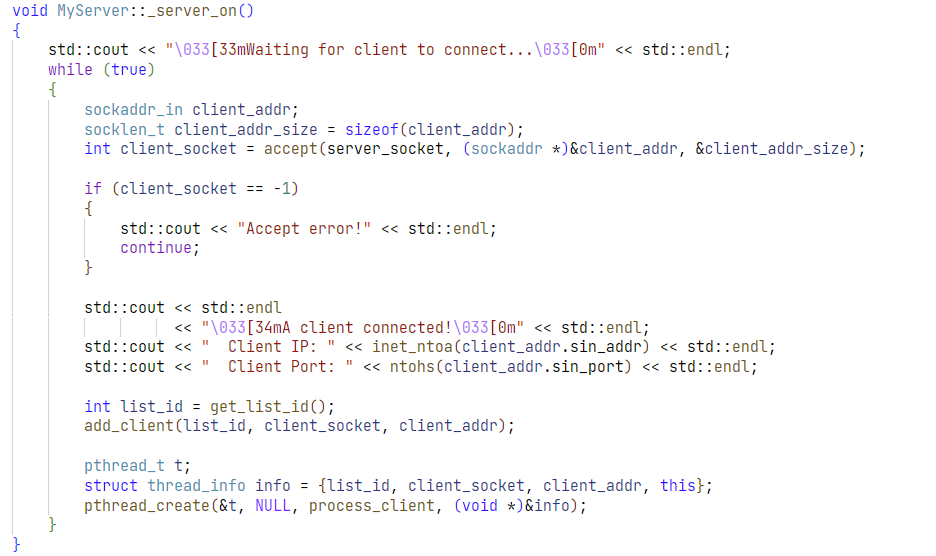 void MyServer::_server_on()
{
    std::cout << "\033[33mWaiting for client to connect...\033[0m" << std::endl;
    while (true)
    {
        sockaddr_in client_addr;
        socklen_t client_addr_size = sizeof(client_addr);
        int client_socket = accept(server_socket, (sockaddr *)&client_addr, &client_addr_size);

        if (client_socket == -1)
        {
            std::cout << "Accept error!" << std::endl;
            continue;
        }

        std::cout << std::endl
                  << "\033[34mA client connected!\033[0m" << std::endl;
        std::cout << "  Client IP: " << inet_ntoa(client_addr.sin_addr) << std::endl;
        std::cout << "  Client Port: " << ntohs(client_addr.sin_port) << std::endl;

        int list_id = get_list_id();
        add_client(list_id, client_socket, client_addr);

        pthread_t t;
        struct thread_info info = {list_id, client_socket, client_addr, this};
        pthread_create(&t, NULL, process_client, (void *)&info);
    }
}